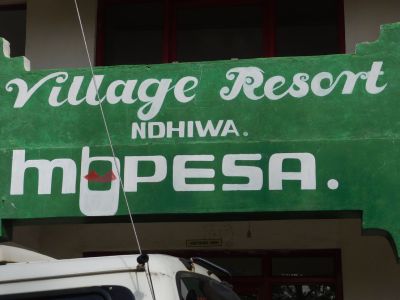 Village Resort
NDHIWA.
mPESA.